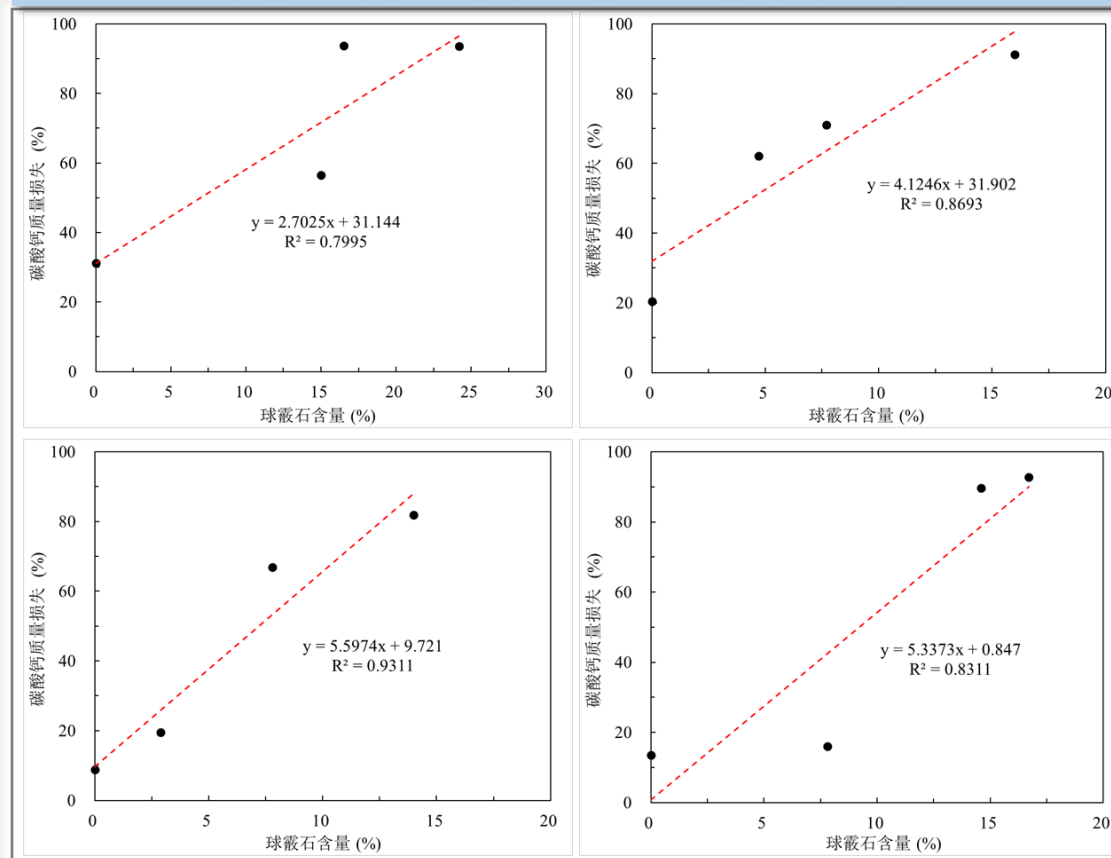 100
80
60
40
20
0
碳酸钙质量损失 (%)
y = 2.7025x + 31.144
R² = 0.7995
0 5 10 15 20 25 30
球霰石含量 (%)
100
80
60
40
20
0
碳酸钙质量损失 (%)
y = 4.1246x + 31.902
R² = 0.8693
0 5 10 15 20
球霰石含量 (%)
100
80
60
40
20
0
碳酸钙质量损失 (%)
y = 5.5974x + 9.721
R² = 0.9311
0 5 10 15 20
球霰石含量 (%)
100
80
60
40
20
0
碳酸钙质量损失 (%)
y = 5.3373x + 0.847
R² = 0.8311
0 5 10 15 20
球霰石含量 (%)